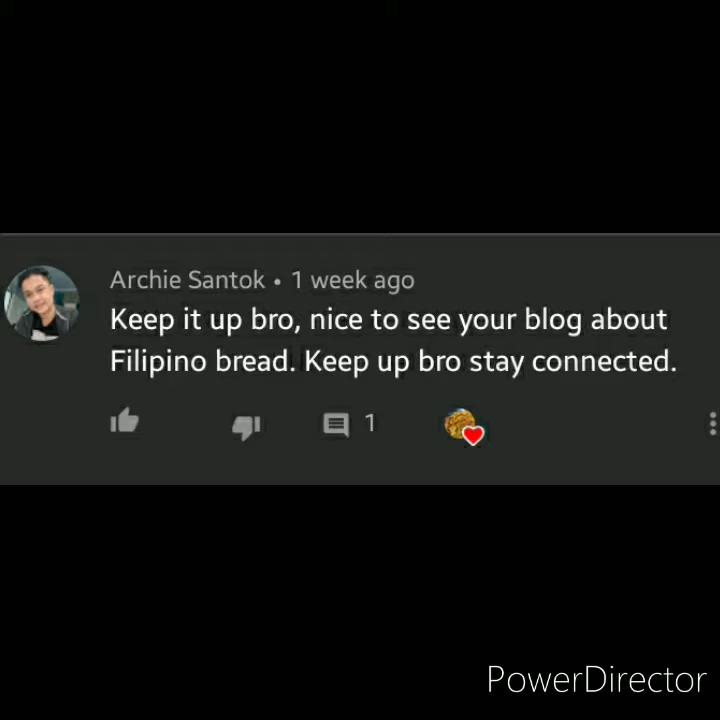 Archie Santok • 1 week ago
Keep it up bro, nice to see your blog about
Filipino bread. Keep up bro stay connected.
1
PowerDirector